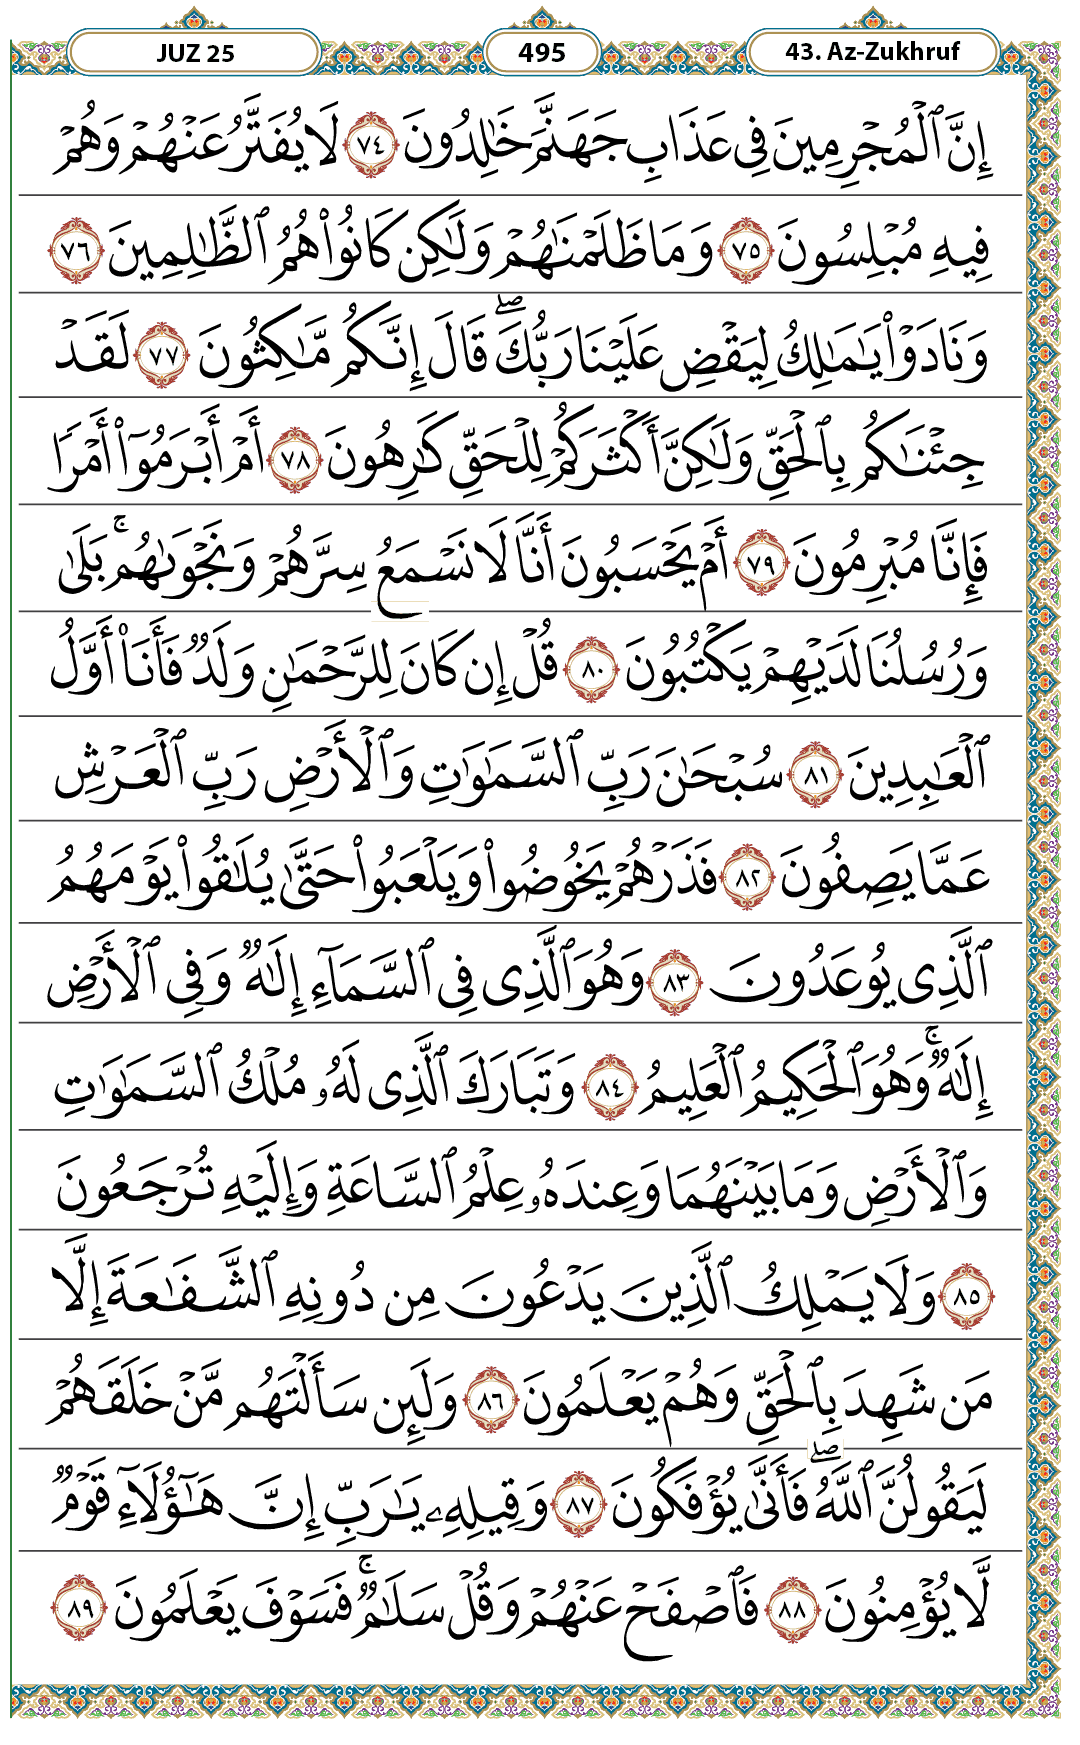 JUZ 25 495 43. Az-Zukhruf
إِنَّ ٱلْمُجْرِمِينَ فِى عَذَابِ جَهَنَّمَ خَـٰلِدُونَ ٧٤ لَا يُفَتَّرُ عَنْهُمْ وَهُمْ
فِيهِ مُبْلِسُونَ ٧٥ وَمَا ظَلَمْنَـٰهُمْ وَلَـٰكِن كَانُوا۟ هُمُ ٱلظَّـٰلِمِينَ ٧٦
وَنَادَوْا۟ يَـٰمَـٰلِكُ لِيَقْضِ عَلَيْنَا رَبُّكَ ۖ قَالَ إِنَّكُم مَّـٰكِثُونَ ٧٧ لَقَدْ
جِئْنَـٰكُم بِٱلْحَقِّ وَلَـٰكِنَّ أَكْثَرَكُمْ لِلْحَقِّ كَـٰرِهُونَ ٧٨ أَمْ أَبْرَمُوٓا۟ أَمْرًا
فَإِنَّا مُبْرِمُونَ ٧٩ أَمْ يَحْسَبُونَ أَنَّا لَا نَسْمَعُ سِرَّهُمْ وَنَجْوَىٰهُم ۚ بَلَىٰ
وَرُسُلُنَا لَدَيْهِمْ يَكْتُبُونَ ٨٠ قُلْ إِن كَانَ لِلرَّحْمَـٰنِ وَلَدٌ فَأَنَا۠ أَوَّلُ
ٱلْعَـٰبِدِينَ ٨١ سُبْحَـٰنَ رَبِّ ٱلسَّمَـٰوَٰتِ وَٱلْأَرْضِ رَبِّ ٱلْعَرْشِ
عَمَّا يَصِفُونَ ٨٢ فَذَرْهُمْ يَخُوضُوا۟ وَيَلْعَبُوا۟ حَتَّىٰ يُلَـٰقُوا۟ يَوْمَهُمُ
ٱلَّذِى يُوعَدُونَ ٨٣ وَهُوَ ٱلَّذِى فِى ٱلسَّمَآءِ إِلَـٰهٌ وَفِى ٱلْأَرْضِ
إِلَـٰهٌ ۚ وَهُوَ ٱلْحَكِيمُ ٱلْعَلِيمُ ٨٤ وَتَبَارَكَ ٱلَّذِى لَهُۥ مُلْكُ ٱلسَّمَـٰوَٰتِ
وَٱلْأَرْضِ وَمَا بَيْنَهُمَا وَعِندَهُۥ عِلْمُ ٱلسَّاعَةِ وَإِلَيْهِ تُرْجَعُونَ
٨٥ وَلَا يَمْلِكُ ٱلَّذِينَ يَدْعُونَ مِن دُونِهِ ٱلشَّفَـٰعَةَ إِلَّا
مَن شَهِدَ بِٱلْحَقِّ وَهُمْ يَعْلَمُونَ ٨٦ وَلَئِن سَأَلْتَهُم مَّنْ خَلَقَهُمْ
لَيَقُولُنَّ ٱللَّهُ ۖ فَأَنَّىٰ يُؤْفَكُونَ ٨٧ وَقِيلِهِۦ يَـٰرَبِّ إِنَّ هَـٰٓؤُلَآءِ قَوْمٌ
لَّا يُؤْمِنُونَ ٨٨ فَٱصْفَحْ عَنْهُمْ وَقُلْ سَلَـٰمٌ ۚ فَسَوْفَ يَعْلَمُونَ ٨٩